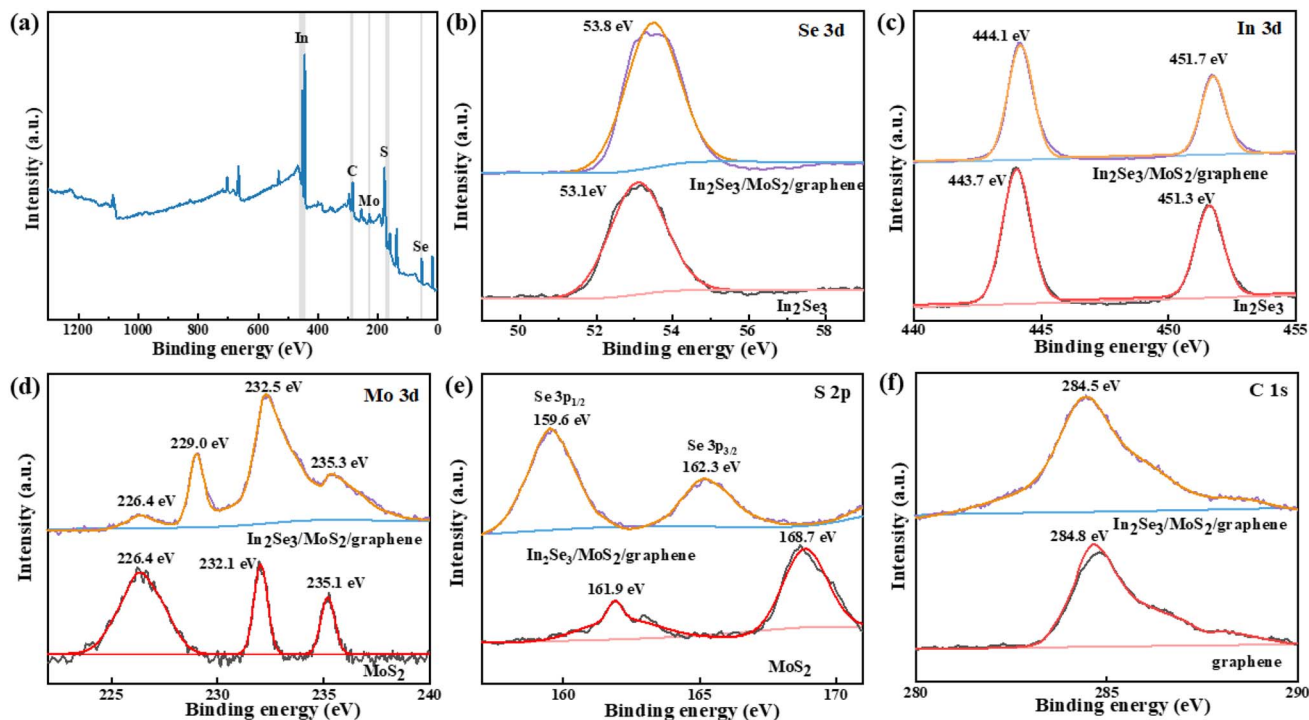 (a)
In
C
S
Mo
Se
Intensity (a.u.)
1200 1000 800 600 400 200 0
Binding energy (eV)
(b)
Se 3d
53.8 eV
In2Se3/MoS2/graphene
53.1eV
In2Se3
Intensity (a.u.)
50 52 54 56 58
Binding energy (eV)
(c)
In 3d
444.1 eV
451.7 eV
In2Se3/MoS2/graphene
443.7 eV
451.3 eV
In2Se3
Intensity (a.u.)
440 445 450 455
Binding energy (eV)
(d)
Mo 3d
232.5 eV
229.0 eV
235.3 eV
226.4 eV
In2Se3/MoS2/graphene
226.4 eV
232.1 eV
235.1 eV
MoS2
Intensity (a.u.)
225 230 235 240
Binding energy (eV)
(e)
S 2p
Se 3p1/2
159.6 eV
Se 3p3/2
162.3 eV
In2Se3/MoS2/graphene
168.7 eV
161.9 eV
MoS2
Intensity (a.u.)
160 165 170
Binding energy (eV)
(f)
C 1s
284.5 eV
In2Se3/MoS2/graphene
284.8 eV
graphene
Intensity (a.u.)
280 285 290
Binding energy (eV)